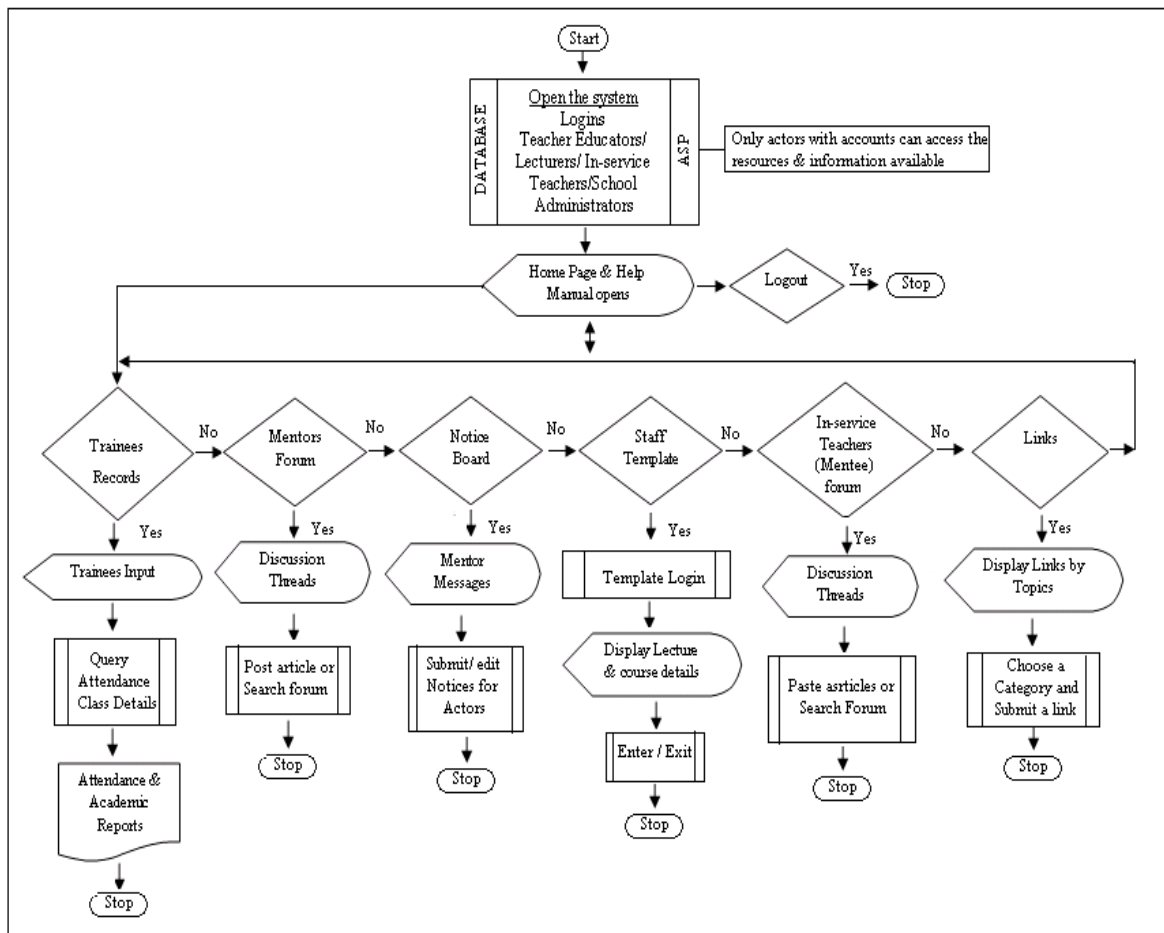 Start
DATABASE
Open the system
Logins
Teacher Educators/
Lecturers/ In-service
Teachers/School
Administrators
ASP
Only actors with accounts can access the
resources & information available
Home Page & Help
Manual opens
Logout
Yes
Stop
Trainees
Records
No
Mentors
Forum
No
Notice
Board
No
Staff
Template
No
In-service
Teachers
(Mentee)
forum
No
Links
Yes
Yes
Yes
Yes
Yes
Yes
Trainees Input
Discussion
Threads
Mentor
Messages
Template Login
Discussion
Threads
Display Links by
Topics
Query
Attendance
Class Details
Post article or
Search forum
Submit/ edit
Notices for
Actors
Display Lecture
& course details
Paste asrticles or
Search Forum
Choose a
Category and
Submit a link
Attendance &
Academic
Reports
Stop
Stop
Enter / Exit
Stop
Stop
Stop
Stop